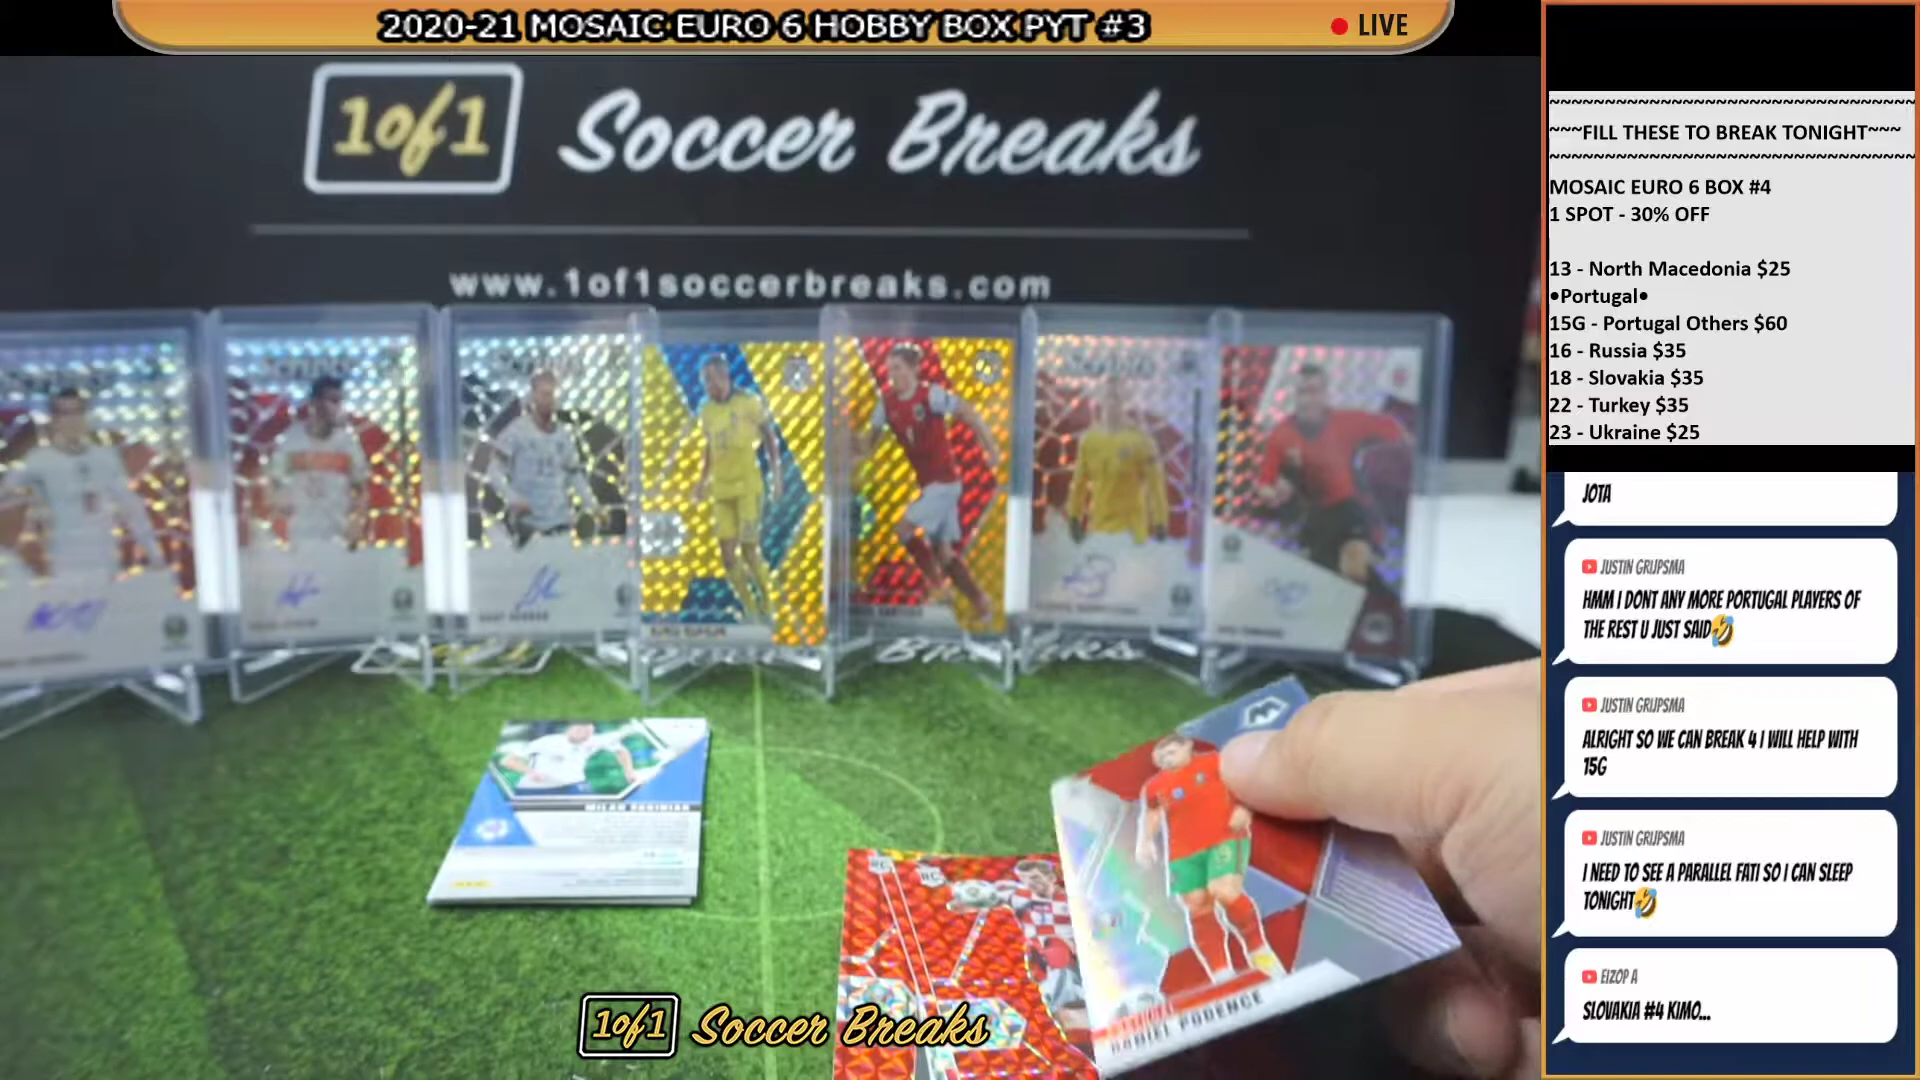 2020-21 MOSAIC EURO 6 HOBBY BOX PYT #3
LIVE
1of1 Soccer Breaks
www.1of1soccerbreaks.com
~~~~~~~~~~~~~~~~~~~~~~~~~~~~~~~
~~~FILL THESE TO BREAK TONIGHT~~~
~~~~~~~~~~~~~~~~~~~~~~~~~~~~~~~
MOSAIC EURO 6 BOX #4
1 SPOT - 30% OFF
13 - North Macedonia $25
•Portugal•
15G - Portugal Others $60
16 - Russia $35
18 - Slovakia $35
22 - Turkey $35
23 - Ukraine $25
JOTA
JUSTIN GRIJPSMA
HMM I DONT ANY MORE PORTUGAL PLAYERS OF
THE REST U JUST SAID🤣
JUSTIN GRIJPSMA
ALRIGHT SO WE CAN BREAK 4 I WILL HELP WITH
15G
JUSTIN GRIJPSMA
I NEED TO SEE A PARALLEL FATI SO I CAN SLEEP
TONIGHT🤣
EIZOP A
SLOVAKIA #4 KIMO...
RC
RC
DANIEL PODENCE
1of1 Soccer Breaks